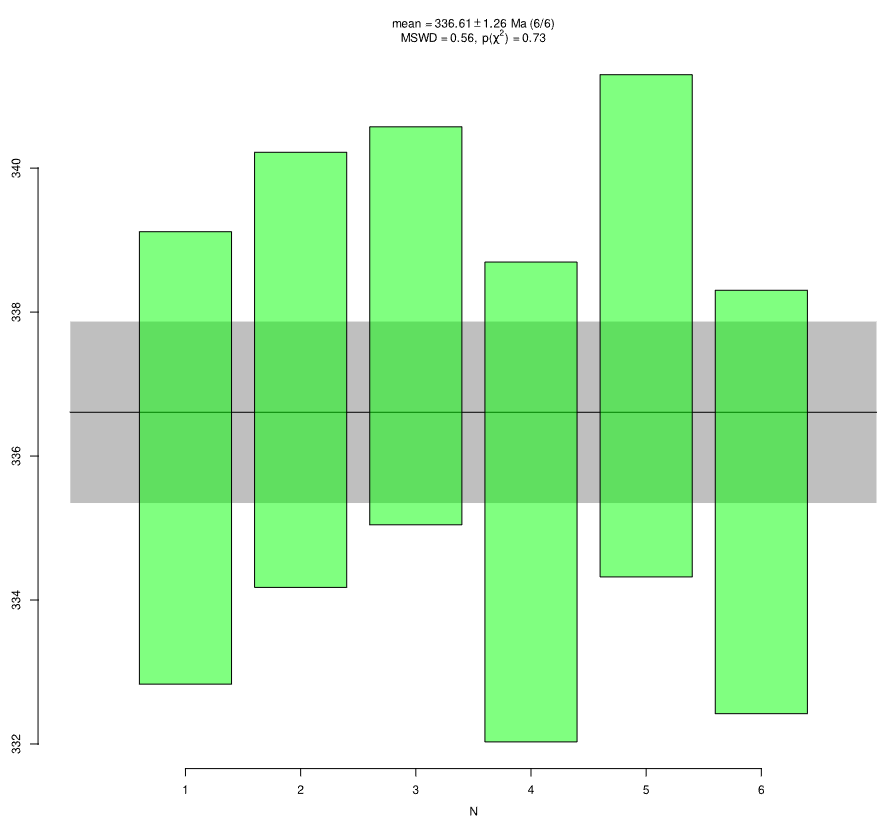 mean = 336.61 ± 1.26 Ma (6/6)
MSWD = 0.56, p(χ²) = 0.73
340
338
336
334
332
1 2 3 4 5 6
N